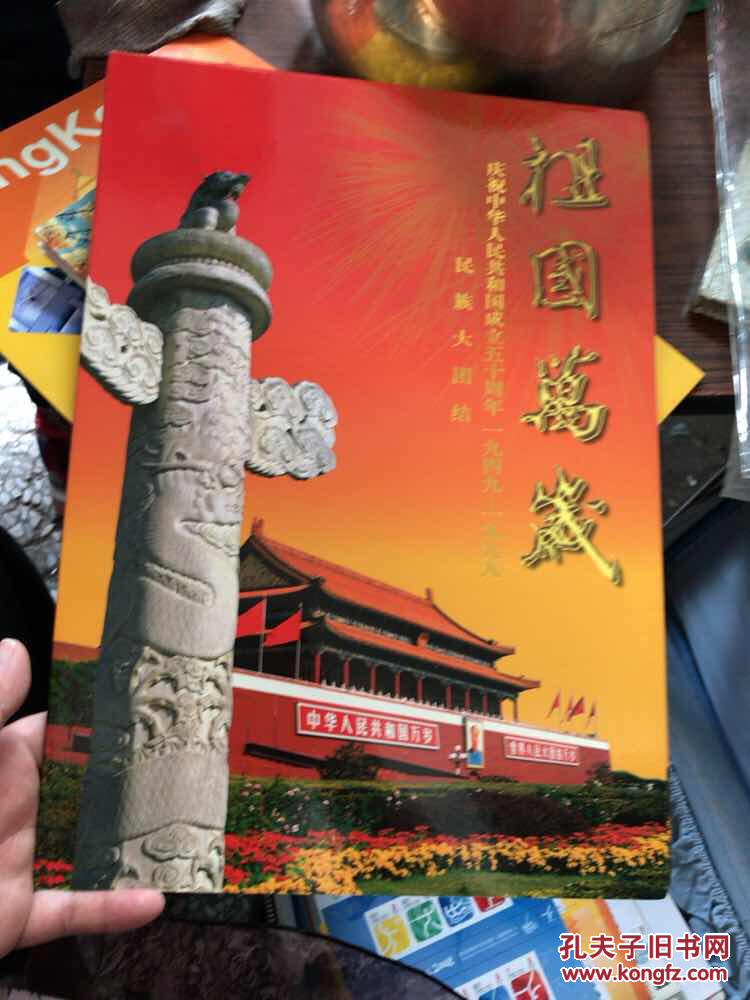 祖國萬歲
庆祝中华人民共和国成立五十周年 一九四九—一九九九
民族大团结
中华人民共和国万岁
世界人民大团结万岁
ngK
孔夫子旧书网
www.kongfz.com